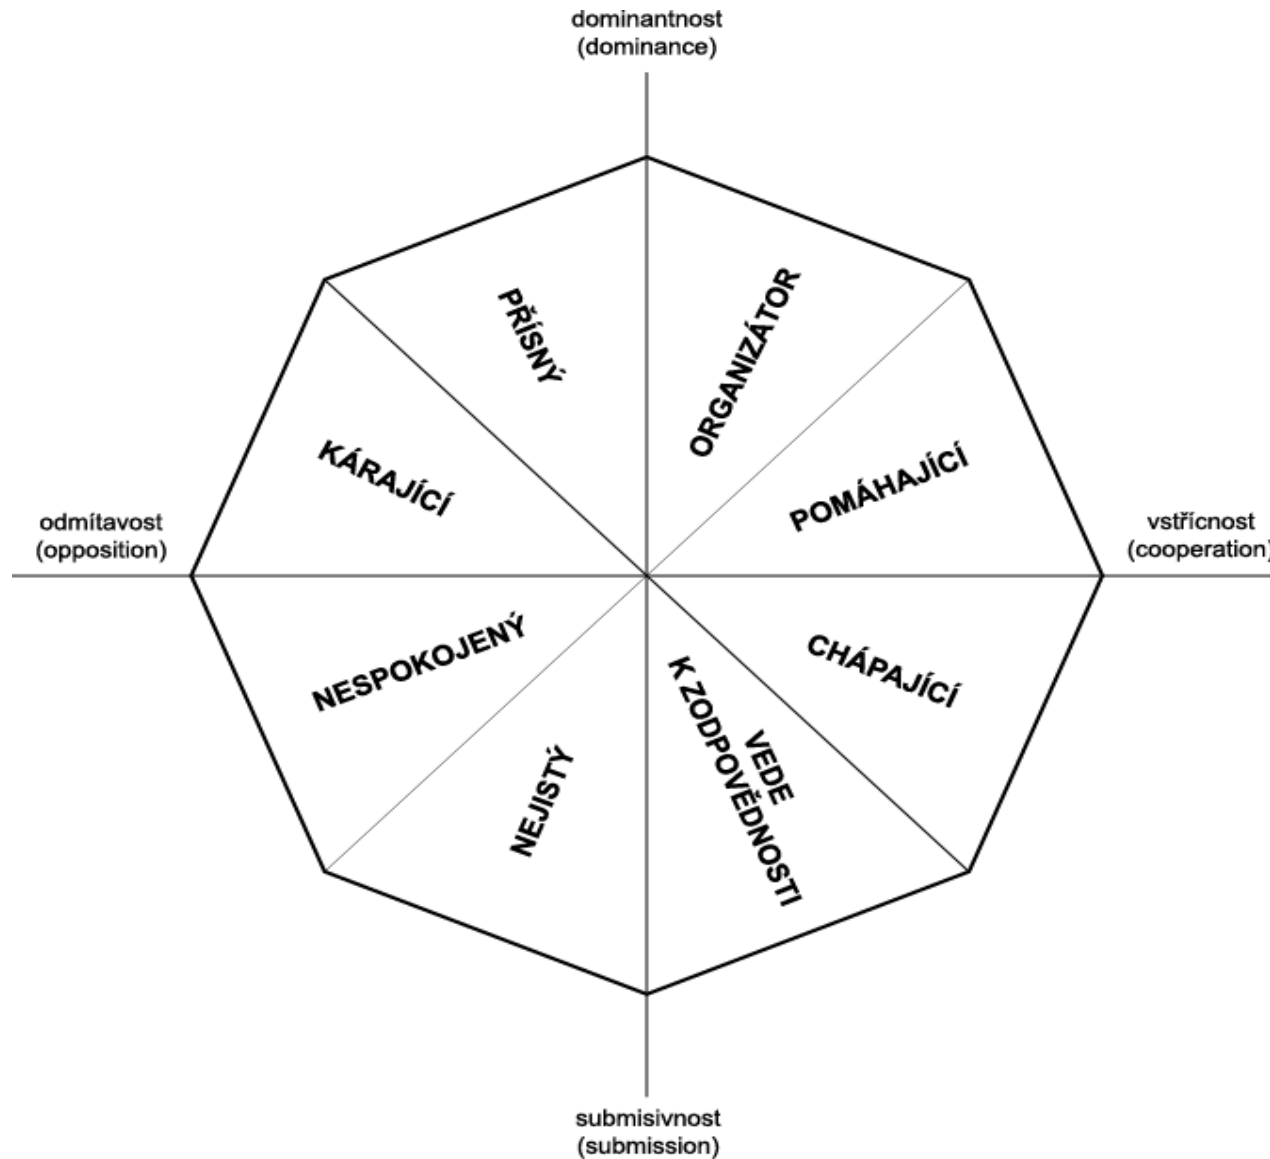 dominantnost
(dominance)
PŘÍSNÝ
ORGANIZÁTOR
KÁRAJÍCÍ
POMÁHAJÍCÍ
odmítavost
(opposition)
vstřícnost
(cooperation)
NESPOKOJENÝ
CHÁPAJÍCÍ
NEJISTÝ
VEDE
K ZODPOVĚDNOSTI
submisivnost
(submission)